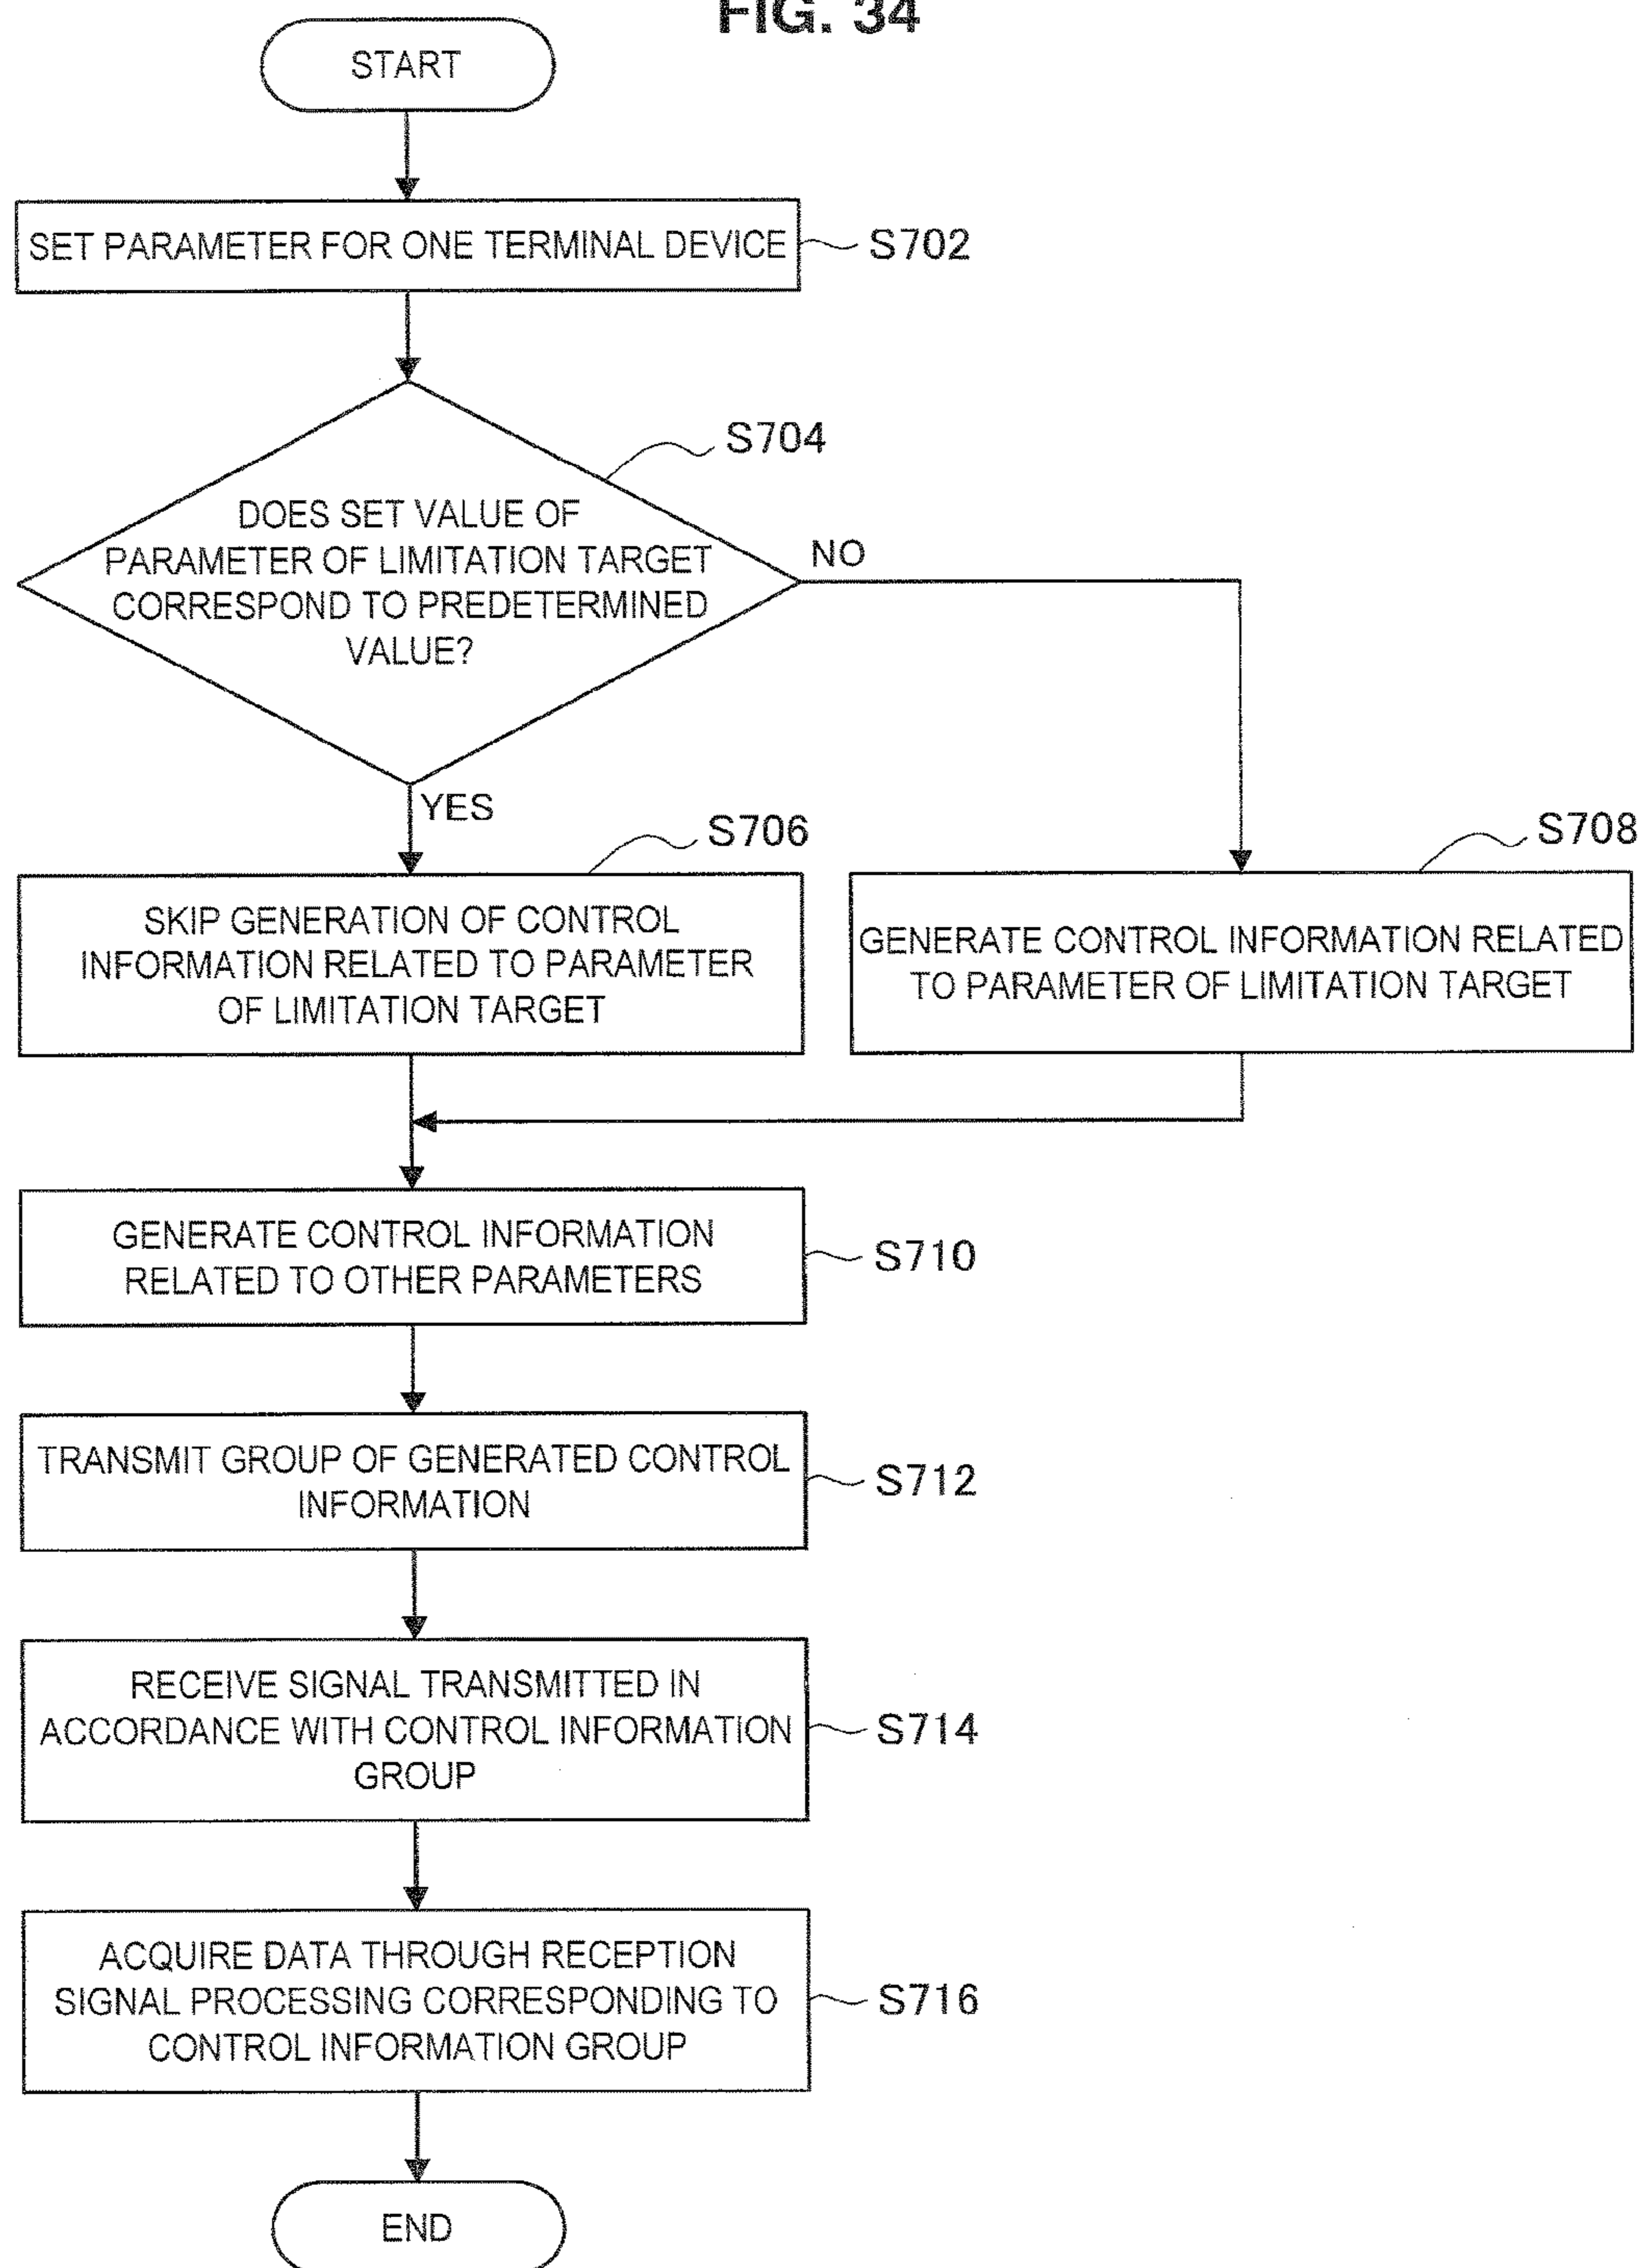 FIG. 34
START
SET PARAMETER FOR ONE TERMINAL DEVICE
S702
S704
DOES SET VALUE OF
PARAMETER OF LIMITATION TARGET
CORRESPOND TO PREDETERMINED
VALUE?
NO
YES
S706
SKIP GENERATION OF CONTROL
INFORMATION RELATED TO PARAMETER
OF LIMITATION TARGET
S708
GENERATE CONTROL INFORMATION RELATED
TO PARAMETER OF LIMITATION TARGET
GENERATE CONTROL INFORMATION
RELATED TO OTHER PARAMETERS
S710
TRANSMIT GROUP OF GENERATED CONTROL
INFORMATION
S712
RECEIVE SIGNAL TRANSMITTED IN
ACCORDANCE WITH CONTROL INFORMATION
GROUP
S714
ACQUIRE DATA THROUGH RECEPTION
SIGNAL PROCESSING CORRESPONDING TO
CONTROL INFORMATION GROUP
S716
END